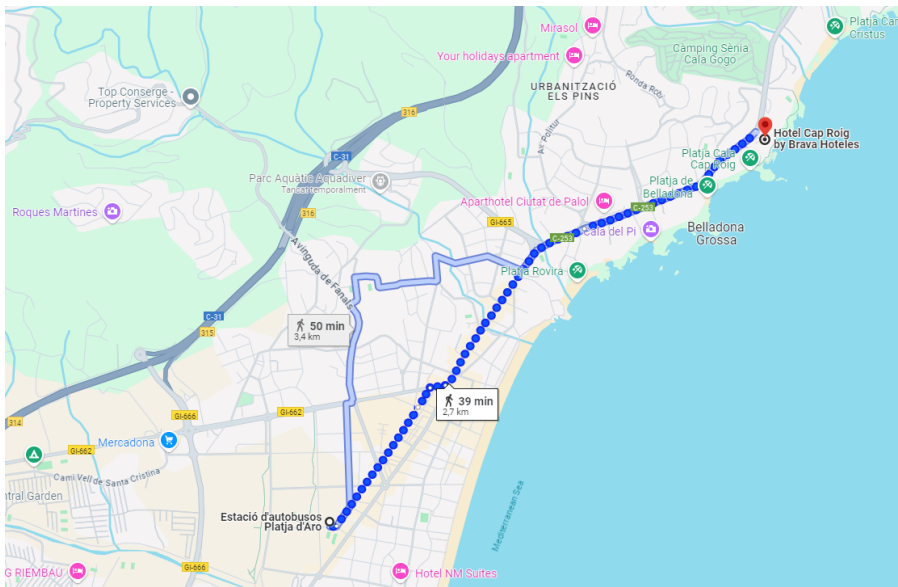 Mirasol
Platja Can
Cristus
Your holidays apartment
Càmping Sènia
Cala Gogo
Top Conserge -
Property Services
URBANITZACIÓ
ELS PINS
Ronda Rob
316
Av. Politur
Hotel Cap Roig
by Brava Hoteles
C-31
Platja Cala
Cap Roig
Parc Aquàtic Aquadiver
Tancat temporalment
Platja de
Belladona
Aparthotel Ciutat de Palol
C-253
Roques Martines
316
GI-665
Cala del Pi
Belladona
Grossa
C-253
Avinguda de Fanals
Platja Rovira
C-31
50 min
3,4 km
315
39 min
2,7 km
GI-662
GI-666
314
Mercadona
GI-662
Camí Vell de Santa Cristina
ntral Garden
Mediterranean Sea
Estació d'autobusos
Platja d'Aro
GI-666
G RIEMBAU
Hotel NM Suites